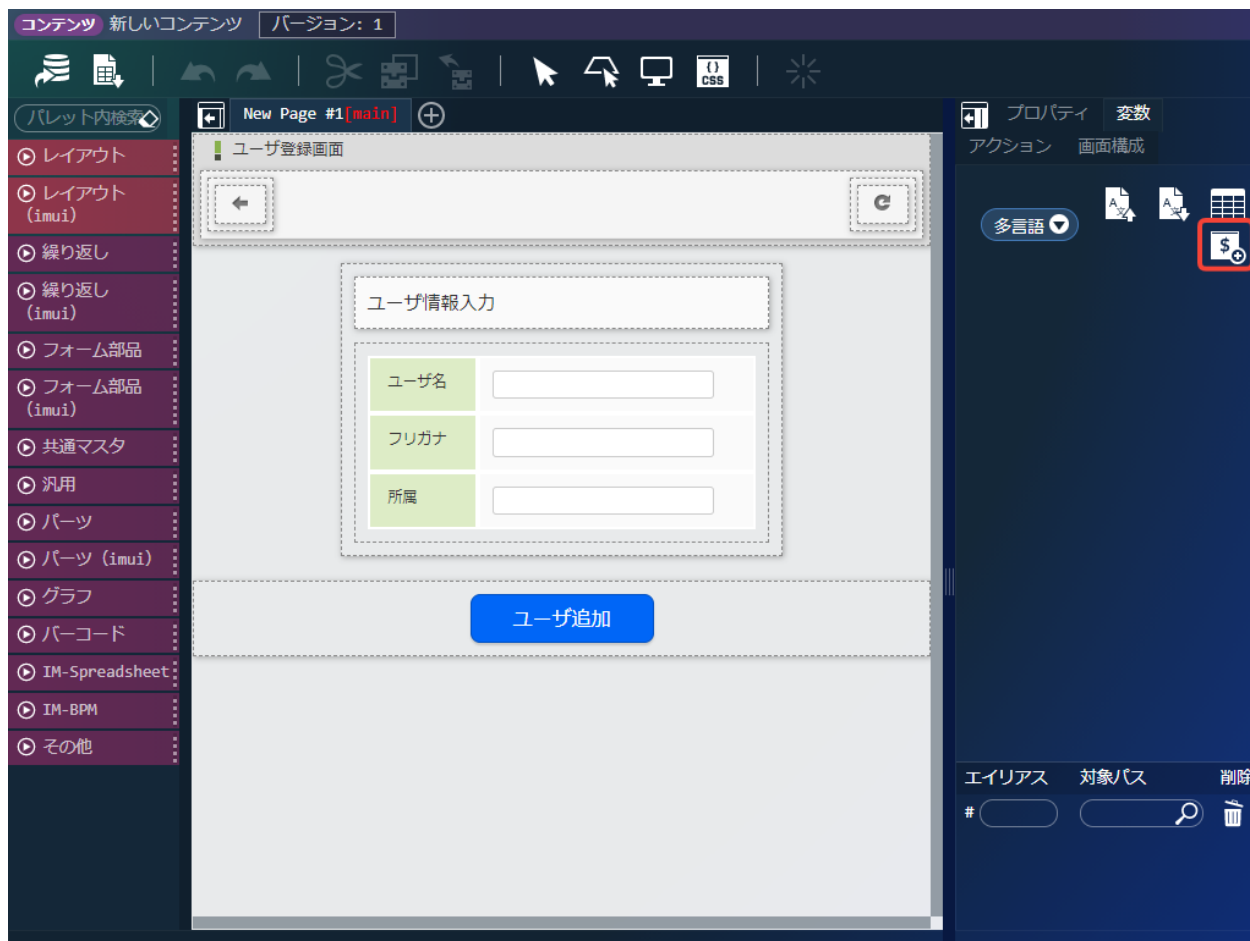 コンテンツ 新しいコンテンツ バージョン: 1
{} CSS
パレット内検索
New Page #1[main]
プロパティ 変数
アクション 画面構成
レイアウト
レイアウト
(imui)
繰り返し
繰り返し
(imui)
フォーム部品
フォーム部品
(imui)
共通マスタ
汎用
パーツ
パーツ (imui)
グラフ
バーコード
IM-Spreadsheet
IM-BPM
その他
ユーザ登録画面
ユーザ情報入力
ユーザ名
フリガナ
所属
ユーザ追加
多言語
A文
A文
$
エイリアス 対象パス 削除
#